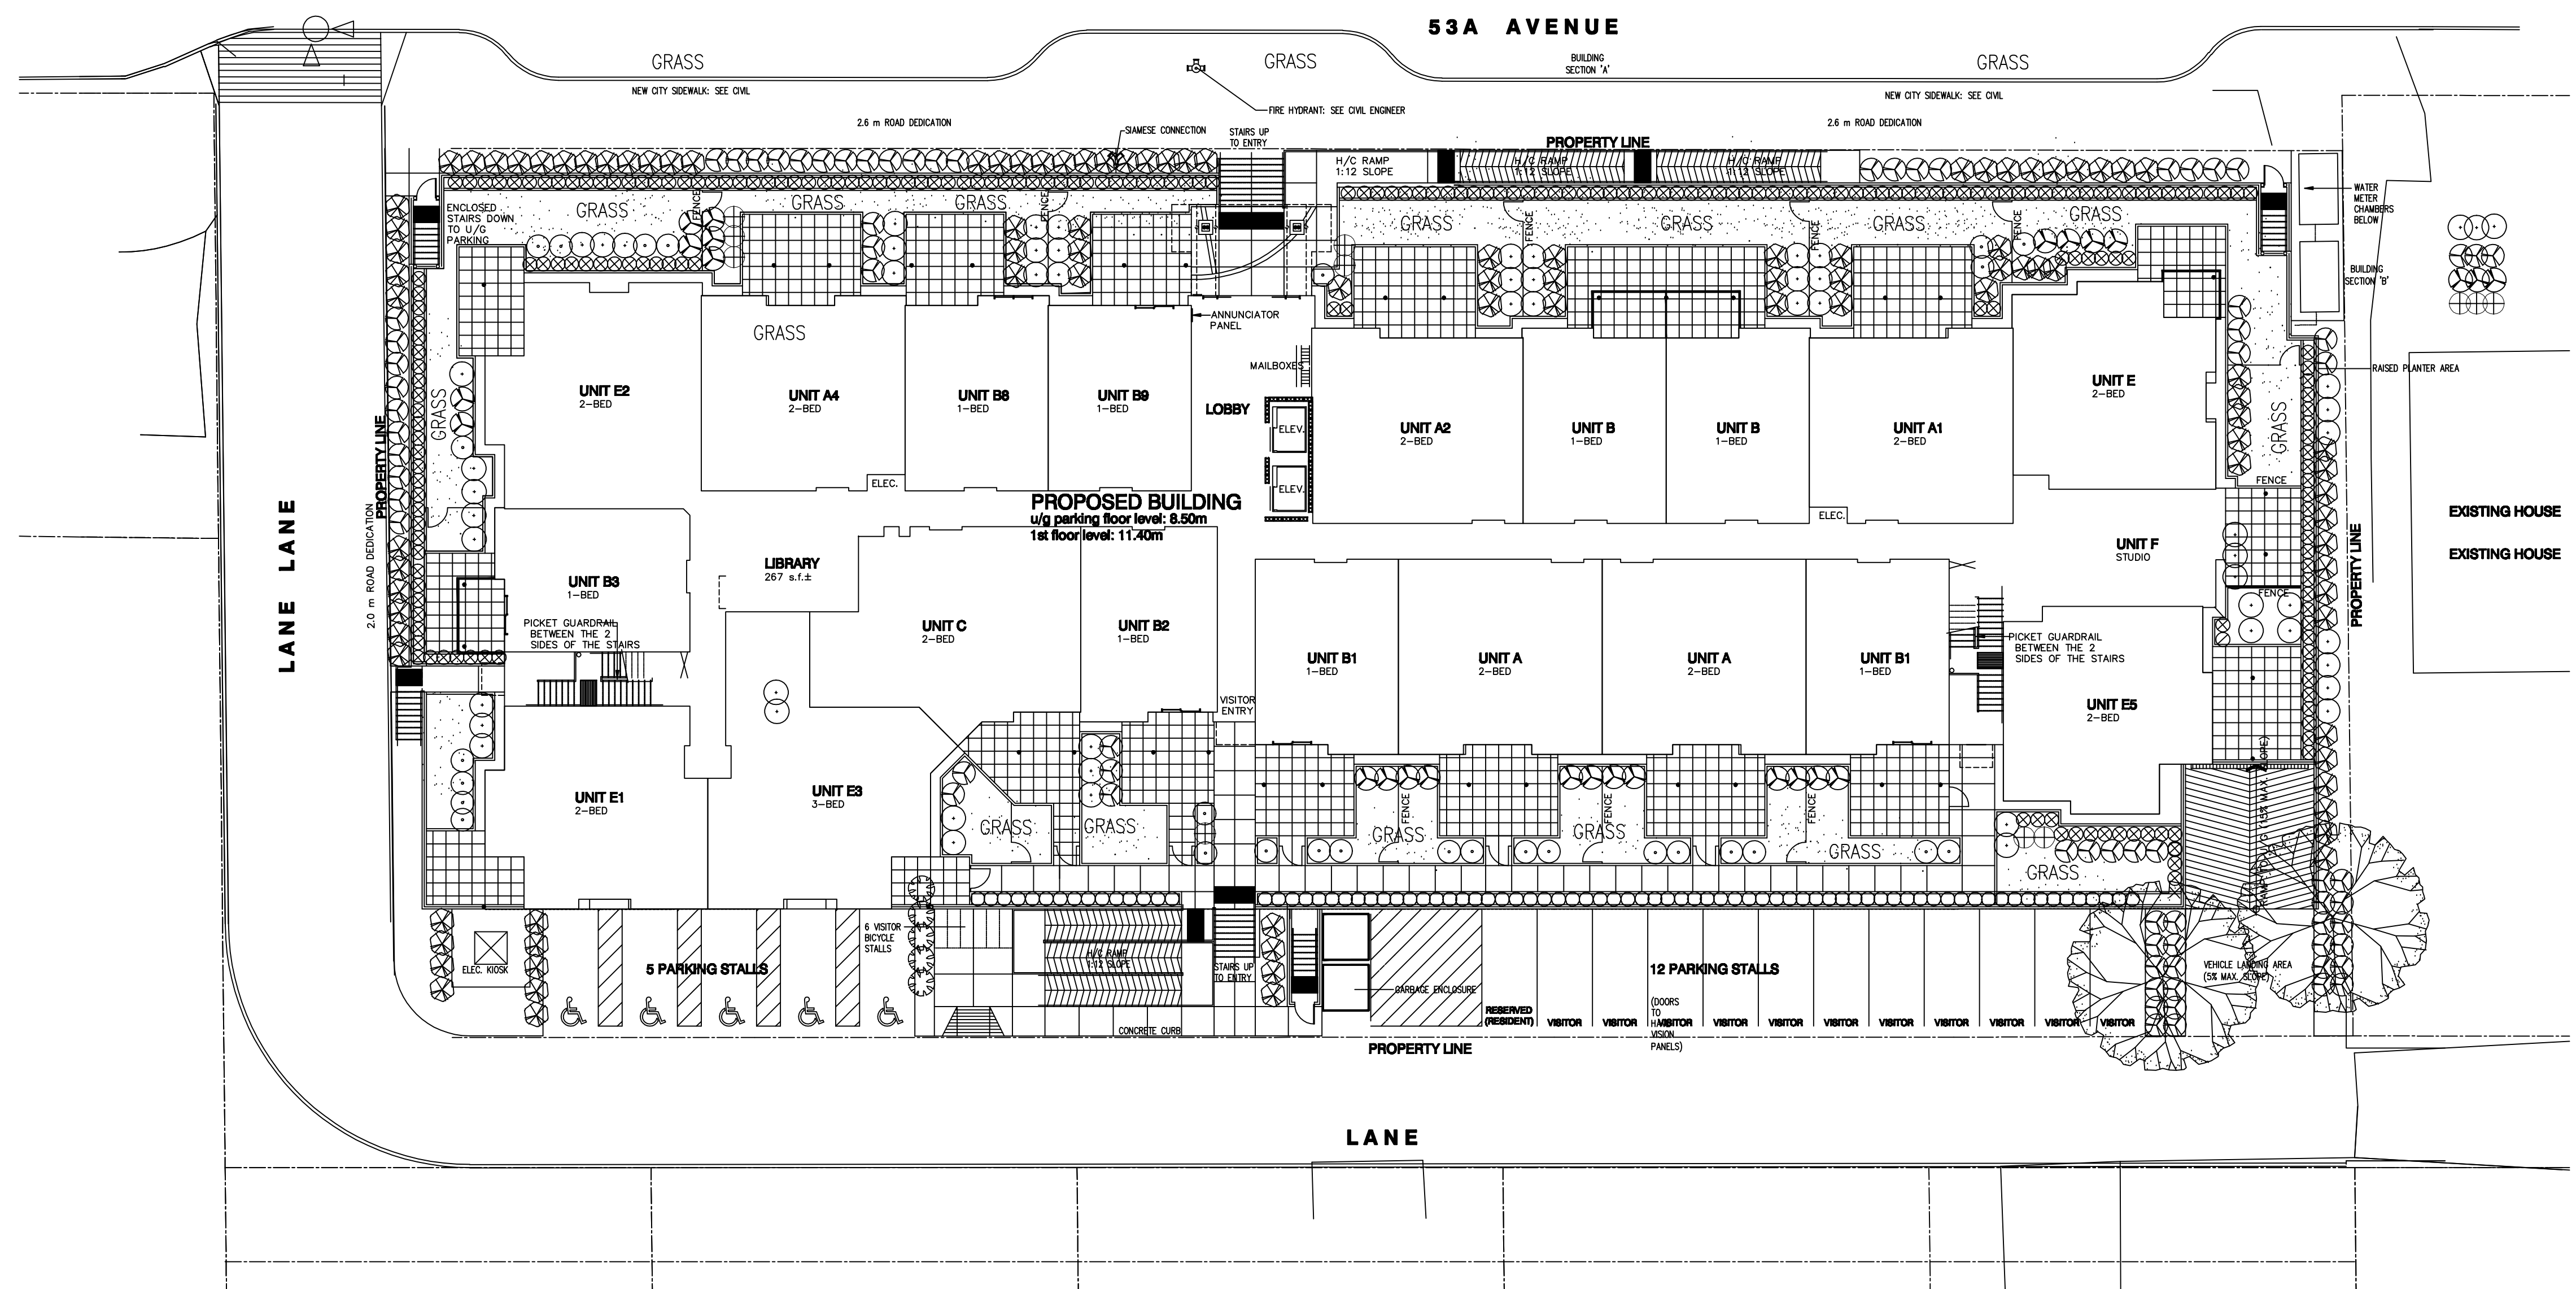 53A AVENUE
GRASS
GRASS
BUILDING
SECTION 'A'
GRASS
NEW CITY SIDEWALK: SEE CIVIL
NEW CITY SIDEWALK: SEE CIVIL
FIRE HYDRANT: SEE CIVIL ENGINEER
2.6 m ROAD DEDICATION
2.6 m ROAD DEDICATION
SIAMESE CONNECTION
STAIRS UP
TO ENTRY
PROPERTY LINE
H/C RAMP
1:12 SLOPE
H/C RAMP
1:12 SLOPE
H/C RAMP
1:12 SLOPE
WATER
METER
CHAMBERS
BELOW
ENCLOSED
STAIRS DOWN
TO U/G
PARKING
GRASS
FENCE
GRASS
GRASS
FENCE
GRASS
FENCE
GRASS
FENCE
GRASS
FENCE
GRASS
BUILDING
SECTION 'B'
ANNUNCIATOR
PANEL
GRASS
MAILBOXES
RAISED PLANTER AREA
UNIT E2
2-BED
UNIT A4
2-BED
UNIT B8
1-BED
UNIT B9
1-BED
LOBBY
ELEV.
ELEV.
UNIT A2
2-BED
UNIT B
1-BED
UNIT B
1-BED
UNIT A1
2-BED
UNIT E
2-BED
GRASS
GRASS
PROPERTY LINE
2.0 m ROAD DEDICATION
LANE LANE
ELEC.
ELEC.
FENCE
PROPOSED BUILDING
u/g parking floor level: 8.50m
1st floor level: 11.40m
EXISTING HOUSE
EXISTING HOUSE
UNIT F
STUDIO
PROPERTY LINE
LIBRARY
267 s.f.±
UNIT B3
1-BED
FENCE
PICKET GUARDRAIL
BETWEEN THE 2
SIDES OF THE STAIRS
UNIT C
2-BED
UNIT B2
1-BED
PICKET GUARDRAIL
BETWEEN THE 2
SIDES OF THE STAIRS
UNIT B1
1-BED
UNIT A
2-BED
UNIT A
2-BED
UNIT B1
1-BED
VISITOR
ENTRY
UNIT E5
2-BED
UNIT E1
2-BED
UNIT E3
3-BED
GRASS
GRASS
FENCE
GRASS
FENCE
GRASS
FENCE
GRASS
GRASS
RAMP TO U/G (15% MAX. SLOPE)
6 VISITOR
BICYCLE
STALLS
ELEC. KIOSK
5 PARKING STALLS
H/C RAMP
1:12 SLOPE
STAIRS UP
TO ENTRY
GARBAGE ENCLOSURE
12 PARKING STALLS
VEHICLE LANDING AREA
(5% MAX. SLOPE)
(DOORS
TO
VISION
PANELS)
RESERVED
(RESIDENT)
VISITOR
VISITOR
VISITOR
VISITOR
VISITOR
VISITOR
VISITOR
VISITOR
VISITOR
VISITOR
VISITOR
CONCRETE CURB
PROPERTY LINE
LANE